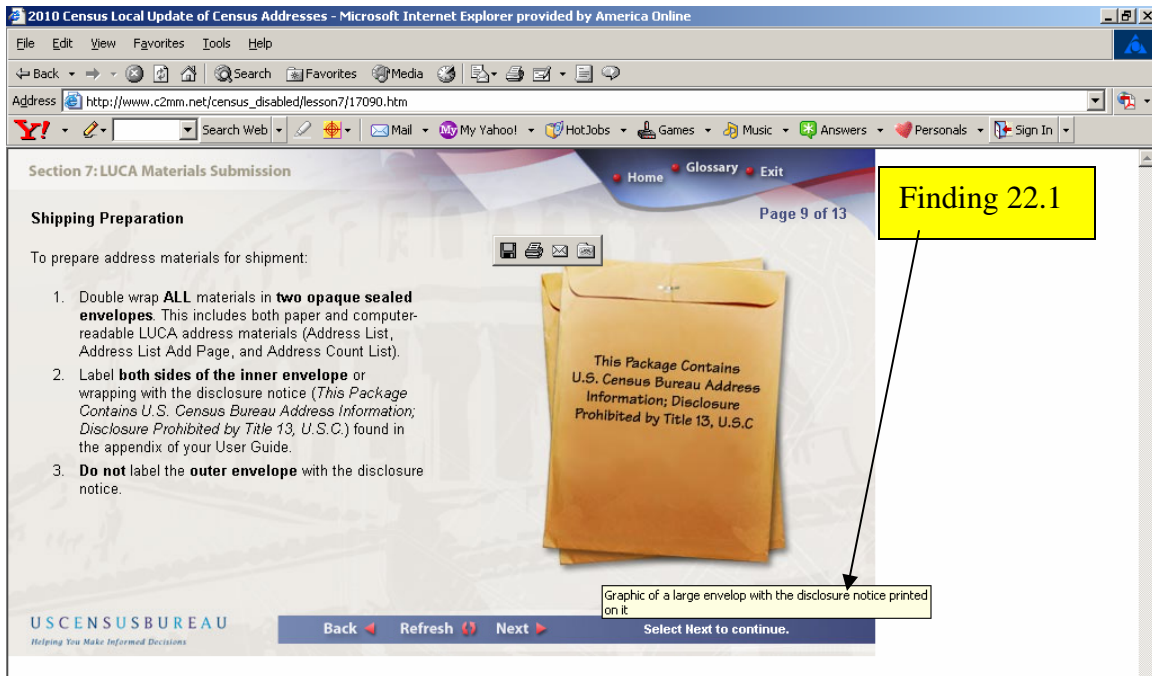 2010 Census Local Update of Census Addresses - Microsoft Internet Explorer provided by America Online
File Edit View Favorites Tools Help
Back Search Favorites Media
Address http://www.c2mm.net/census_disabled/lesson7/17090.htm
Y! Search Web Mail My Yahoo! HotJobs Games Music Answers Personals Sign In
Section 7: LUCA Materials Submission
Home Glossary Exit
Finding 22.1
Shipping Preparation
Page 9 of 13
To prepare address materials for shipment:
1. Double wrap ALL materials in two opaque sealed
envelopes. This includes both paper and computer-
readable LUCA address materials (Address List,
Address List Add Page, and Address Count List).
2. Label both sides of the inner envelope or
wrapping with the disclosure notice (This Package
Contains U.S. Census Bureau Address Information;
Disclosure Prohibited by Title 13, U.S.C.) found in
the appendix of your User Guide.
3. Do not label the outer envelope with the disclosure
notice.
This Package Contains
U.S. Census Bureau Address
Information; Disclosure
Prohibited by Title 13, U.S.C
Graphic of a large envelop with the disclosure notice printed
on it
USCENSUSBUREAU
Helping You Make Informed Decisions
Back Refresh Next Select Next to continue.